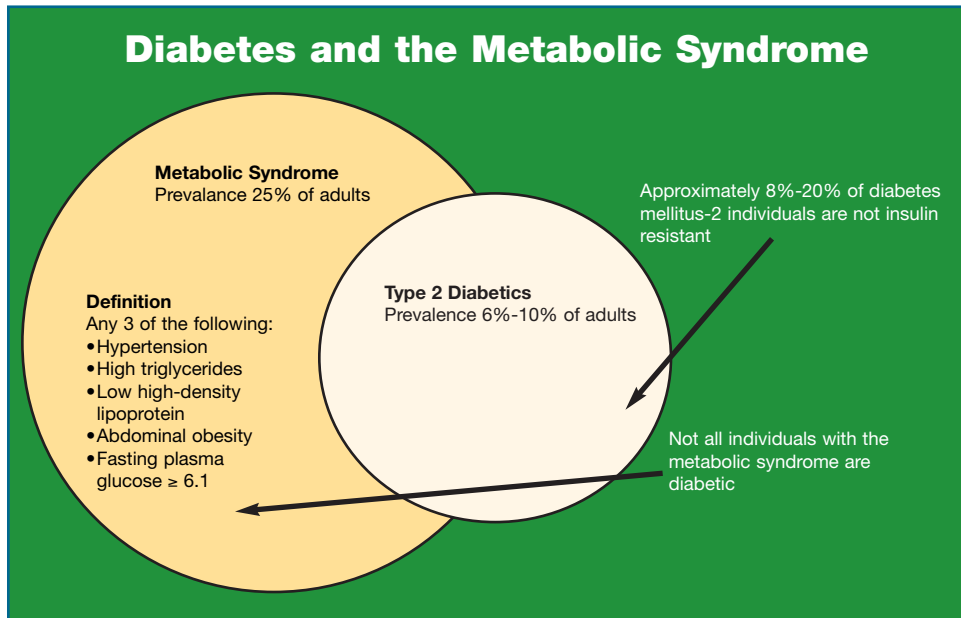 Diabetes and the Metabolic Syndrome
Metabolic Syndrome
Prevalance 25% of adults
Approximately 8%-20% of diabetes
mellitus-2 individuals are not insulin
resistant
Type 2 Diabetics
Prevalence 6%-10% of adults
Definition
Any 3 of the following:
•Hypertension
•High triglycerides
•Low high-density
lipoprotein
•Abdominal obesity
•Fasting plasma
glucose ≥ 6.1
Not all individuals with the
metabolic syndrome are
diabetic